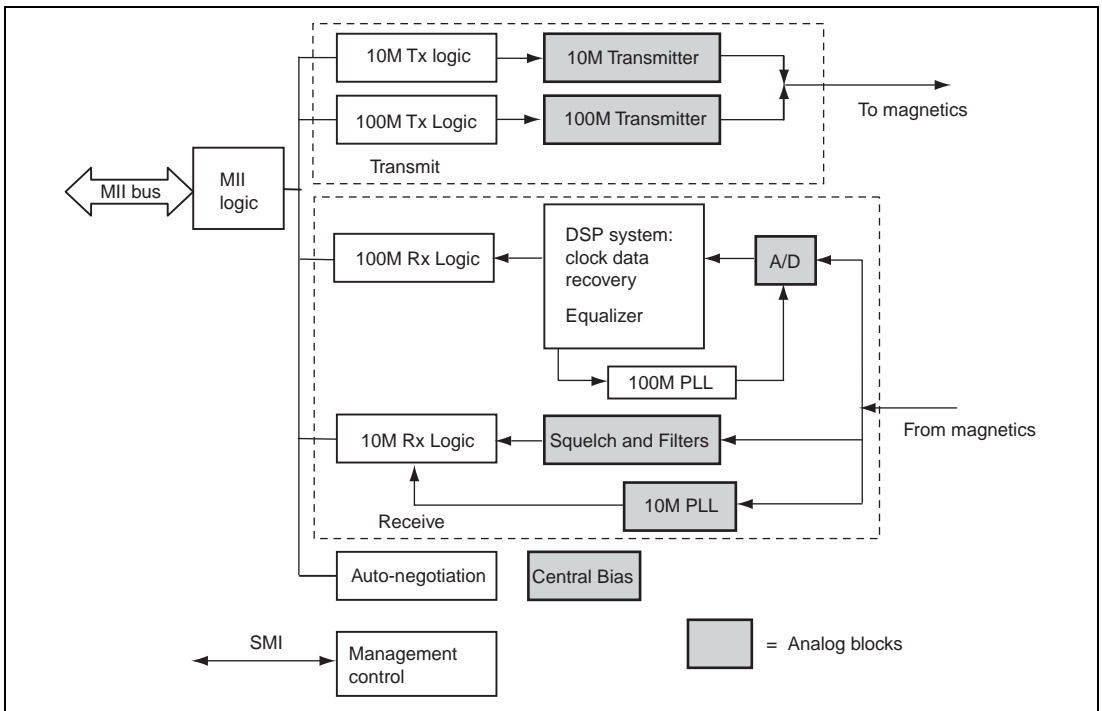 10M Tx logic
10M Transmitter
100M Tx Logic
100M Transmitter
To magnetics
Transmit
MII bus
MII
logic
100M Rx Logic
DSP system:
clock data
recovery
Equalizer
A/D
100M PLL
From magnetics
10M Rx Logic
Squelch and Filters
10M PLL
Receive
Auto-negotiation
Central Bias
SMI
Management
control
= Analog blocks